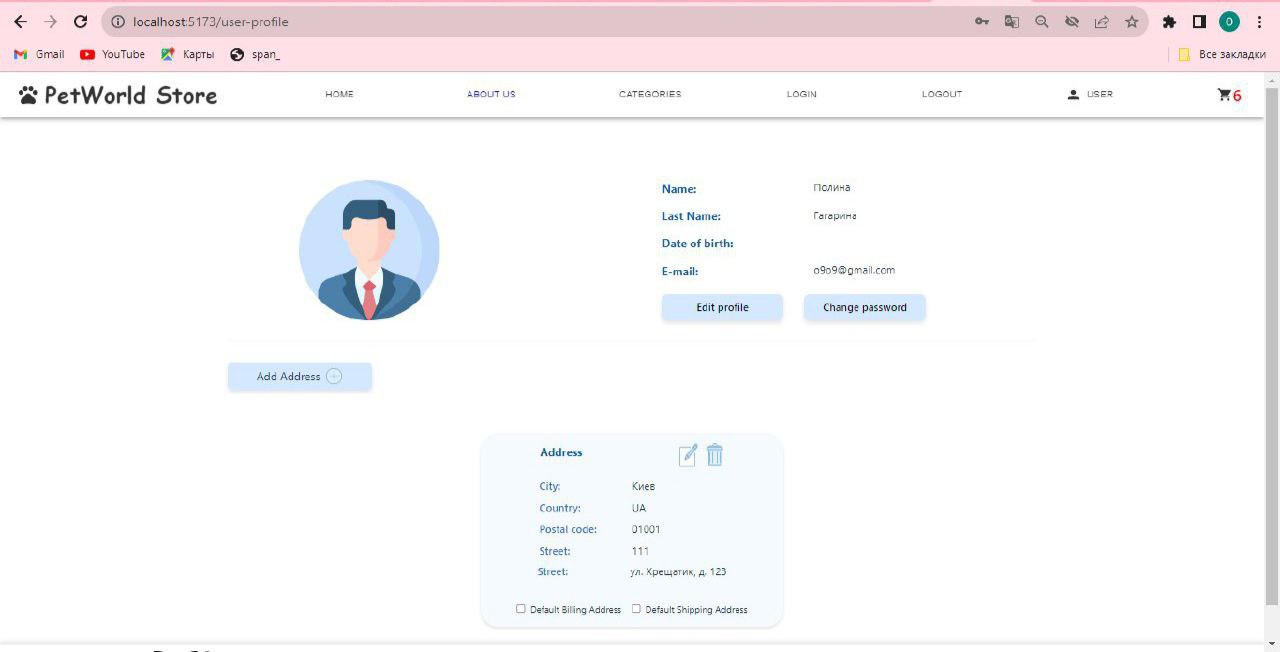 localhost:5173/user-profile
O
Gmail YouTube Карты span_ Все закладки
PetWorld Store HOME ABOUT US CATEGORIES LOGIN LOGOUT USER 6
Name: Полина
Last Name: Гагарина
Date of birth:
E-mail: o9o9@gmail.com
Edit profile Change password
Add Address
Address
City: Киев
Country: UA
Postal code: 01001
Street: 111
Street: ул. Крещатик, д. 123
Default Billing Address Default Shipping Address